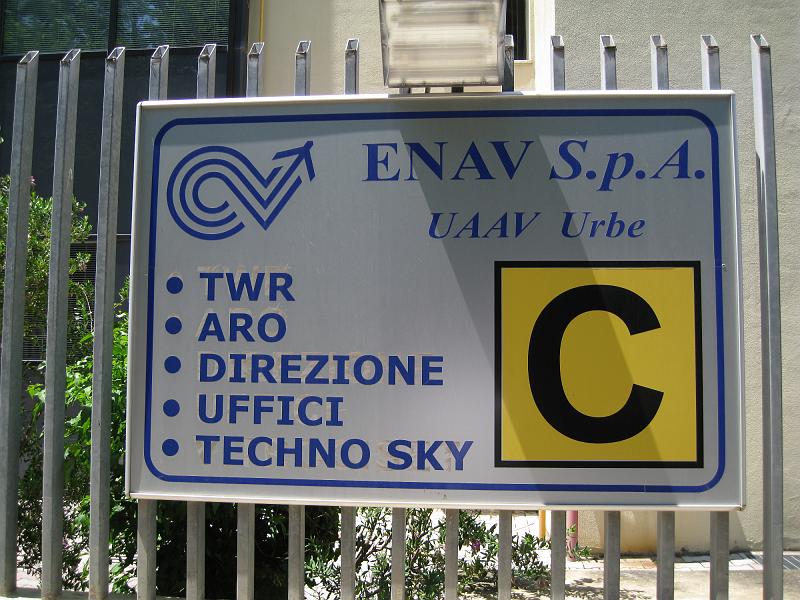 ENAV S.p.A.
UAAV Urbe
• TWR
• ARO
• DIREZIONE
• UFFICI
• TECHNO SKY
C